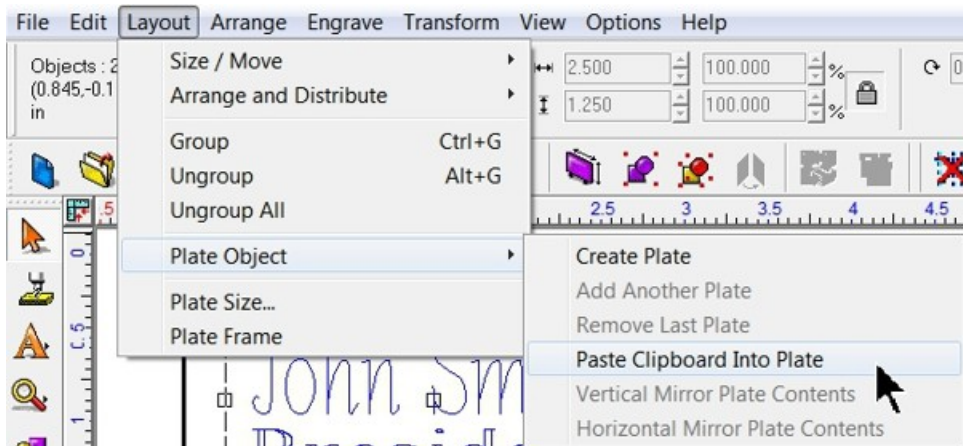 File Edit Layout Arrange Engrave Transform View Options Help
Objects : 2
(0.845,-0.1
in
2.500
100.000
%
1.250
100.000
%
0
Size / Move
Arrange and Distribute
Group Ctrl+G
Ungroup Alt+G
Ungroup All
Plate Object
Plate Size...
Plate Frame
.5 2.5 3 3.5 4 4.5
0 0.5 1
Create Plate
Add Another Plate
Remove Last Plate
Paste Clipboard Into Plate
Vertical Mirror Plate Contents
Horizontal Mirror Plate Contents
John Sm
Presid